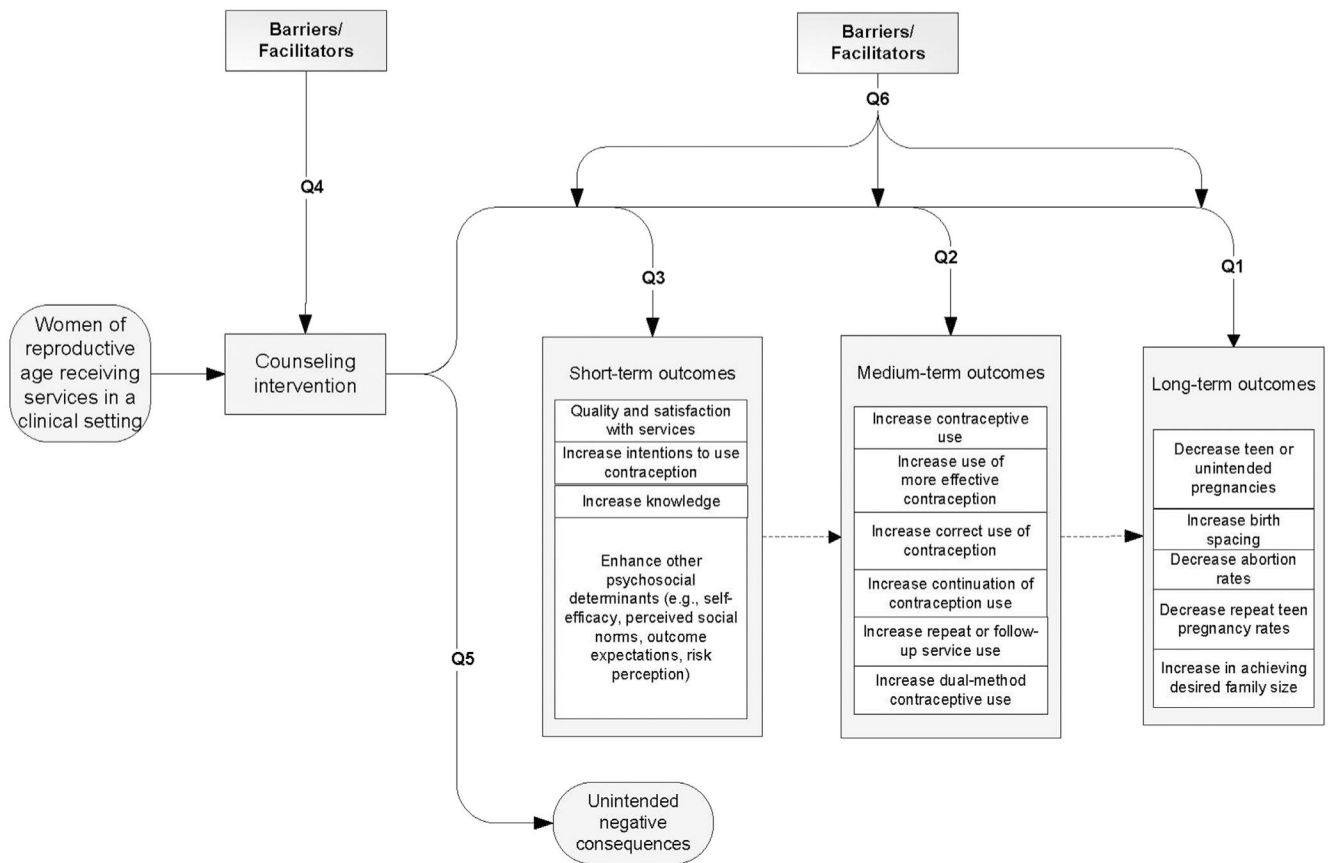 Barriers/
Facilitators
Barriers/
Facilitators
Q6
Q4
Q3
Q2
Q1
Women of
reproductive
age receiving
services in a
clinical setting
Counseling
intervention
Short-term outcomes
Quality and satisfaction
with services
Increase intentions to use
contraception
Increase knowledge
Enhance other
psychosocial
determinants (e.g., self-
efficacy, perceived social
norms, outcome
expectations, risk
perception)
Medium-term outcomes
Increase contraceptive
use
Increase use of
more effective
contraception
Increase correct use of
contraception
Increase continuation of
contraception use
Increase repeat or follow-
up service use
Increase dual-method
contraceptive use
Long-term outcomes
Decrease teen or
unintended
pregnancies
Increase birth
spacing
Decrease abortion
rates
Decrease repeat teen
pregnancy rates
Increase in achieving
desired family size
Q5
Unintended
negative
consequences